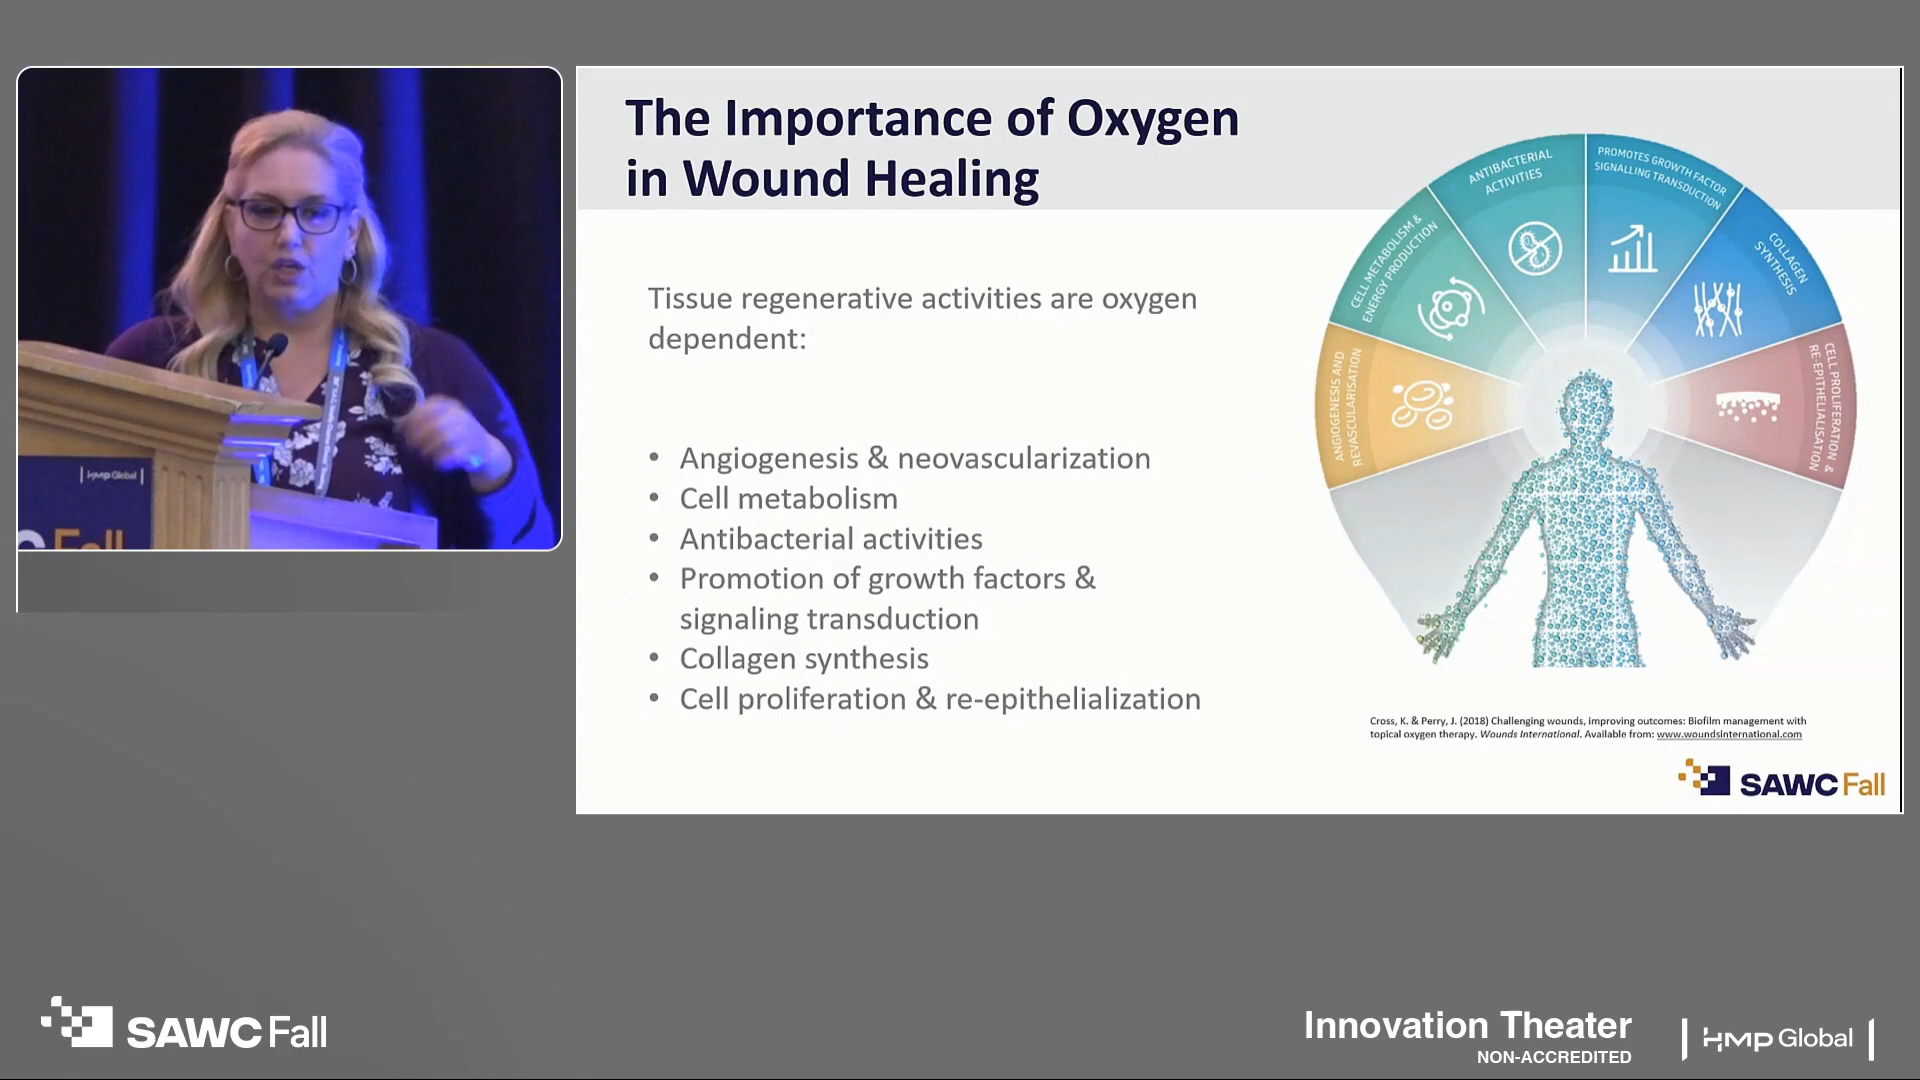 The Importance of Oxygen
in Wound Healing
Tissue regenerative activities are oxygen
dependent:
• Angiogenesis & neovascularization
• Cell metabolism
• Antibacterial activities
• Promotion of growth factors &
signaling transduction
• Collagen synthesis
• Cell proliferation & re-epithelialization
ANGIOGENESIS AND
REVASCULARISATION
CELL METABOLISM &
ENERGY PRODUCTION
ANTIBACTERIAL
ACTIVITIES
PROMOTES GROWTH FACTOR
SIGNALLING TRANSDUCTION
COLLAGEN
SYNTHESIS
CELL PROLIFERATION &
RE-EPITHELIALISATION
Cross, K. & Perry, J. (2018) Challenging wounds, improving outcomes: Biofilm management with
topical oxygen therapy. Wounds International. Available from: www.woundsinternational.com
SAWC Fall
HMP Global
C Fall
SAWC Fall
Innovation Theater
NON-ACCREDITED
HMP Global